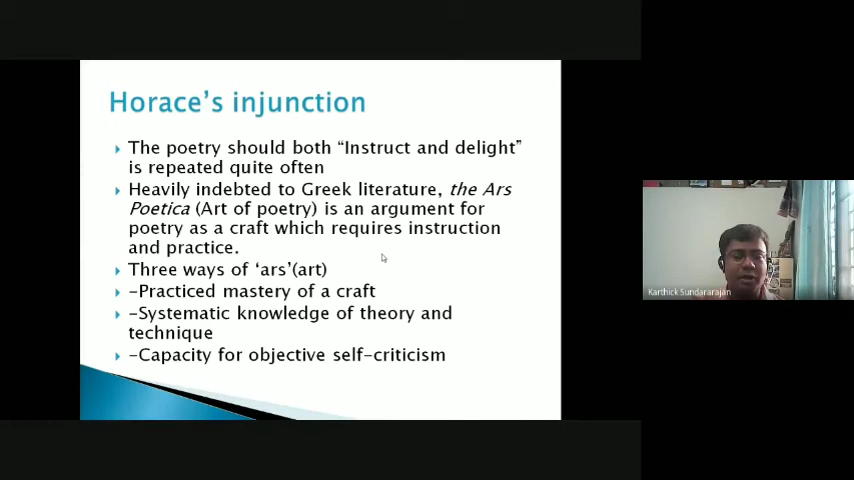 Horace's injunction
The poetry should both “Instruct and delight”
is repeated quite often
Heavily indebted to Greek literature, the Ars
Poetica (Art of poetry) is an argument for
poetry as a craft which requires instruction
and practice.
Three ways of ‘ars’(art)
-Practiced mastery of a craft
-Systematic knowledge of theory and
technique
-Capacity for objective self-criticism
Karthick Sundararajan